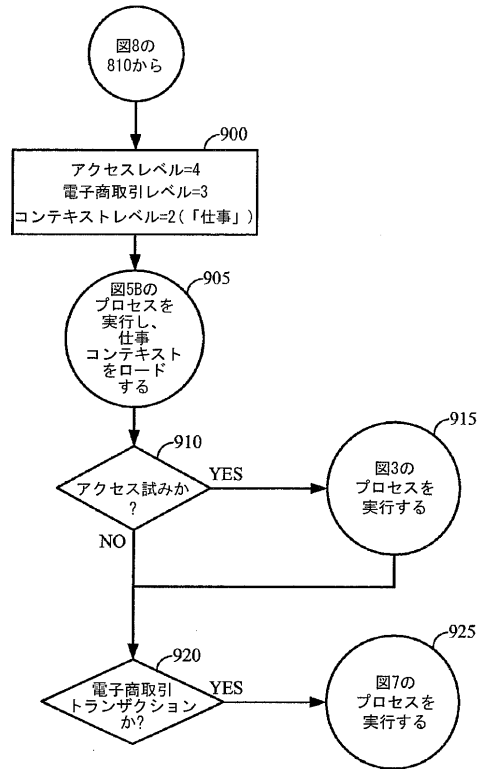 図8の
810から
900
アクセスレベル=4
電子商取引レベル=3
コンテキストレベル=2(「仕事」)
905
図5Bの
プロセスを
実行し、
仕事
コンテキスト
をロード
する
910
アクセス試みか
?
YES
NO
915
図3の
プロセスを
実行する
920
電子商取引
トランザクション
か?
YES
925
図7の
プロセスを
実行する